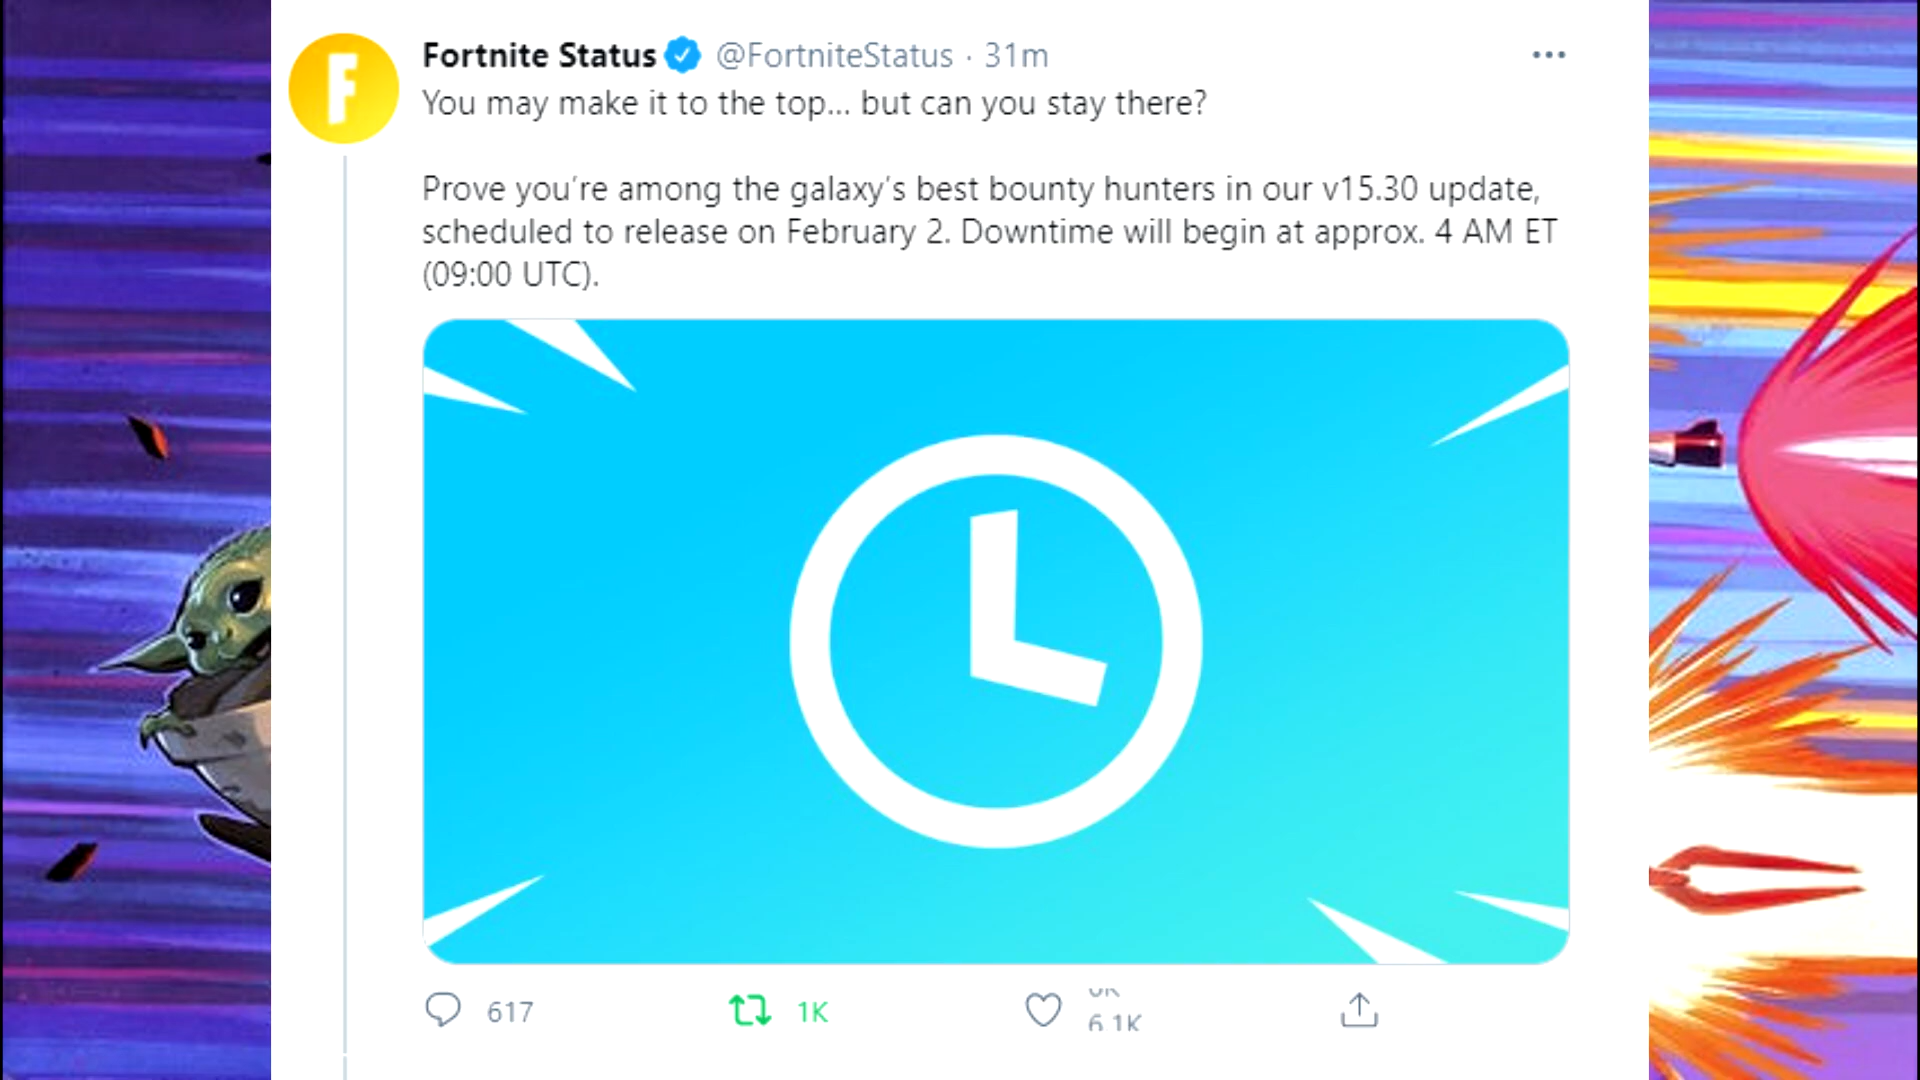 Fortnite Status @FortniteStatus · 31m
You may make it to the top... but can you stay there?
Prove you're among the galaxy's best bounty hunters in our v15.30 update,
scheduled to release on February 2. Downtime will begin at approx. 4 AM ET
(09:00 UTC).
617 1K 6.1K